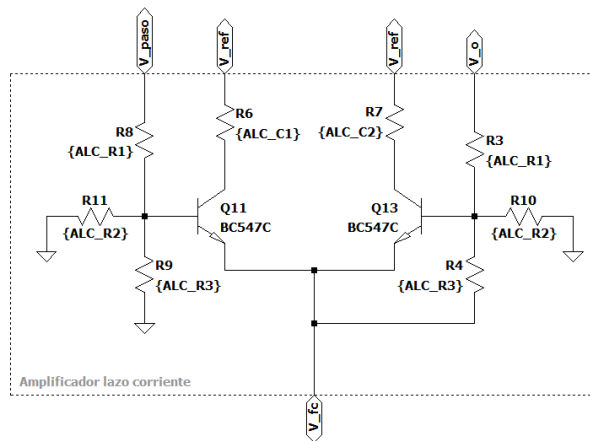 V_paso
V_ref
V_ref
V_o
R8
{ALC_R1}
R6
{ALC_C1}
R7
{ALC_C2}
R3
{ALC_R1}
R11
{ALC_R2}
Q11
BC547C
Q13
BC547C
R10
{ALC_R2}
R9
{ALC_R3}
R4
{ALC_R3}
Amplificador lazo corriente
V_fc